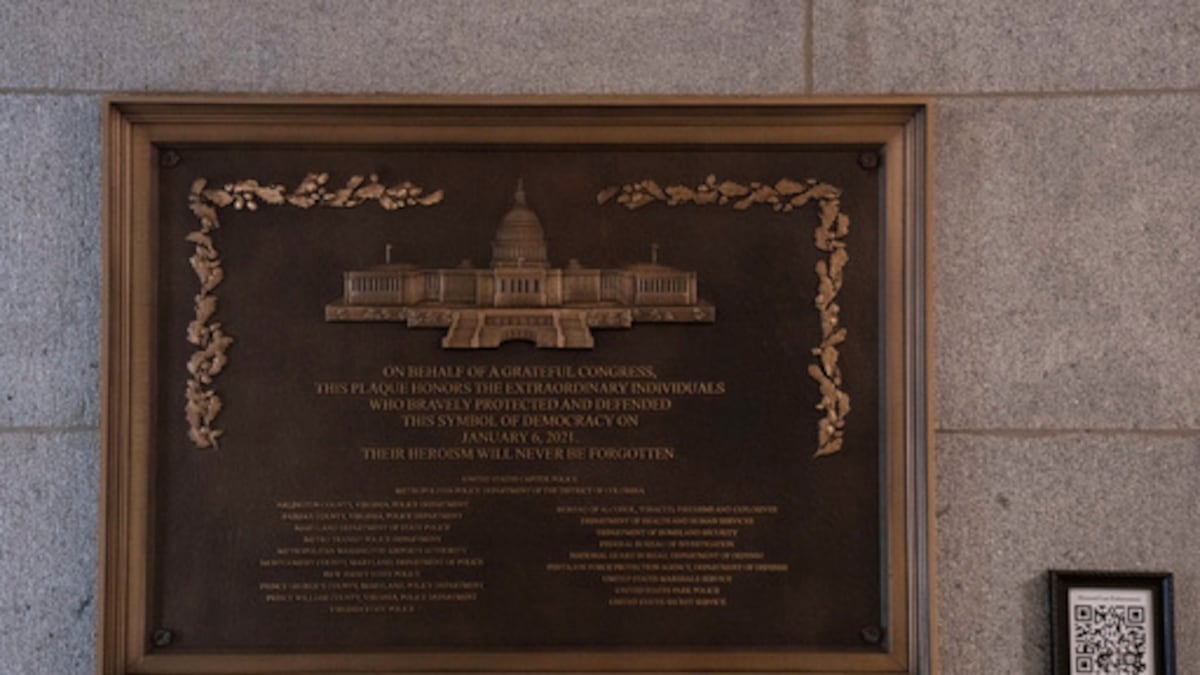 ON BEHALF OF A GRATEFUL CONGRESS,
THIS PLAQUE HONORS THE EXTRAORDINARY INDIVIDUALS
WHO BRAVELY PROTECTED AND DEFENDED
THIS SYMBOL OF DEMOCRACY ON
JANUARY 6, 2021.
THEIR HEROISM WILL NEVER BE FORGOTTEN
UNITED STATES CAPITOL POLICE
METROPOLITAN POLICE DEPARTMENT OF THE DISTRICT OF COLUMBIA
ARLINGTON COUNTY, VIRGINIA, POLICE DEPARTMENT
FAIRFAX COUNTY, VIRGINIA, POLICE DEPARTMENT
MARYLAND DEPARTMENT OF STATE POLICE
METRO TRANSIT POLICE DEPARTMENT
METROPOLITAN WASHINGTON AIRPORTS AUTHORITY
MONTGOMERY COUNTY, MARYLAND, DEPARTMENT OF POLICE
NEW JERSEY STATE POLICE
PRINCE GEORGE'S COUNTY, MARYLAND, POLICE DEPARTMENT
PRINCE WILLIAM COUNTY, VIRGINIA, POLICE DEPARTMENT
VIRGINIA STATE POLICE
BUREAU OF ALCOHOL, TOBACCO, FIREARMS AND EXPLOSIVES
DEPARTMENT OF HEALTH AND HUMAN SERVICES
DEPARTMENT OF HOMELAND SECURITY
FEDERAL BUREAU OF INVESTIGATION
NATIONAL GUARD BUREAU, DEPARTMENT OF DEFENSE
PENTAGON FORCE PROTECTION AGENCY, DEPARTMENT OF DEFENSE
UNITED STATES MARSHALS SERVICE
UNITED STATES PARK POLICE
UNITED STATES SECRET SERVICE